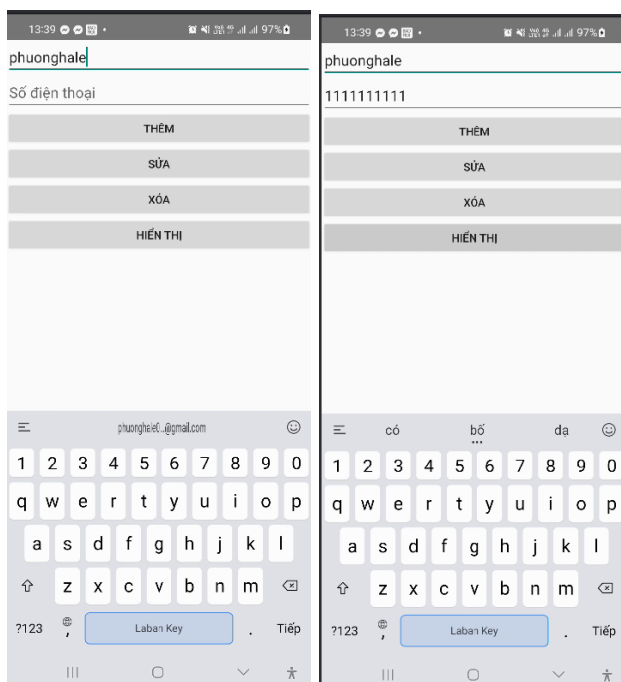 13:39 97%
phuonghale
Số điện thoại
THÊM
SỬA
XÓA
HIỂN THỊ
phuonghale0...@gmail.com
1 2 3 4 5 6 7 8 9 0
q w e r t y u i o p
a s d f g h j k l
z x c v b n m
?123 , Laban Key . Tiếp
13:39 97%
phuonghale
1111111111
THÊM
SỬA
XÓA
HIỂN THỊ
có bố dạ
1 2 3 4 5 6 7 8 9 0
q w e r t y u i o p
a s d f g h j k l
z x c v b n m
?123 , Laban Key . Tiếp